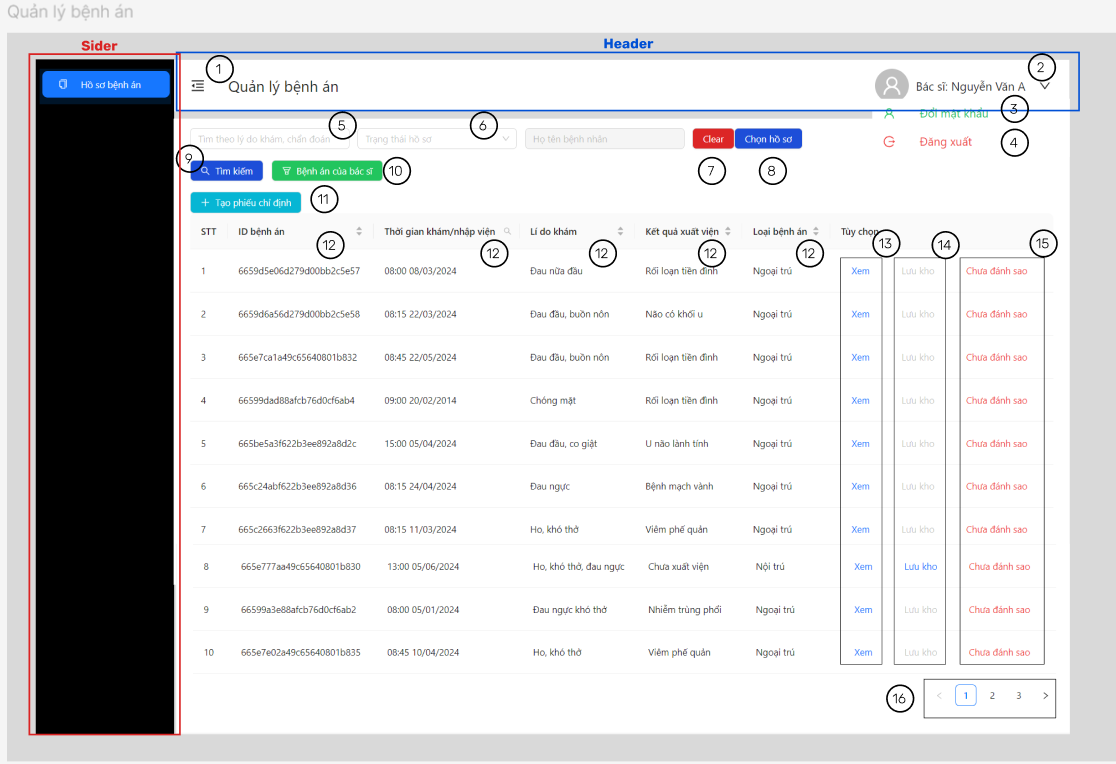 Quản lý bệnh án
Sider
Header
Hồ sơ bệnh án
1
Quản lý bệnh án
Bác sĩ: Nguyễn Văn A
2
Đổi mật khẩu
3
Đăng xuất
4
Tìm theo lý do khám, chẩn đoán
5
Trạng thái hồ sơ
6
Họ tên bệnh nhân
Clear
Chọn hồ sơ
7
8
9
Tìm kiếm
Bệnh án của bác sĩ
10
Tạo phiếu chỉ định
11
STT ID bệnh án Thời gian khám/nhập viện Lí do khám Kết quả xuất viện Loại bệnh án Tùy chọn
12 12 12 12 12 13 14 15
1 6659d5e06d279d00bb2c5e57 08:00 08/03/2024 Đau nữa đầu Rối loạn tiền đình Ngoại trú Xem Lưu kho Chưa đánh sao
2 6659d6a56d279d00bb2c5e58 08:15 22/03/2024 Đau đầu, buồn nôn Não có khối u Ngoại trú Xem Lưu kho Chưa đánh sao
3 665e7ca1a49c65640801b832 08:45 22/05/2024 Đau đầu, buồn nôn Rối loạn tiền đình Ngoại trú Xem Lưu kho Chưa đánh sao
4 66599dad88afcb76d0cf6ab4 09:00 20/02/2014 Chóng mặt Rối loạn tiền đình Ngoại trú Xem Lưu kho Chưa đánh sao
5 665be5a3f622b3ee892a8d2c 15:00 05/04/2024 Đau đầu, co giật U não lành tính Ngoại trú Xem Lưu kho Chưa đánh sao
6 665c24abf622b3ee892a8d36 08:15 24/04/2024 Đau ngực Bệnh mạch vành Ngoại trú Xem Lưu kho Chưa đánh sao
7 665c2663f622b3ee892a8d37 08:15 11/03/2024 Ho, khó thở Viêm phế quản Ngoại trú Xem Lưu kho Chưa đánh sao
8 665e777aa49c65640801b830 13:00 05/06/2024 Ho, khó thở, đau ngực Chưa xuất viện Nội trú Xem Lưu kho Chưa đánh sao
9 66599a3e88afcb76d0cf6ab2 08:00 05/01/2024 Đau ngực khó thở Nhiễm trùng phổi Ngoại trú Xem Lưu kho Chưa đánh sao
10 665e7e02a49c65640801b835 08:45 10/04/2024 Ho, khó thở Viêm phế quản Ngoại trú Xem Lưu kho Chưa đánh sao
16
< 1 2 3 >